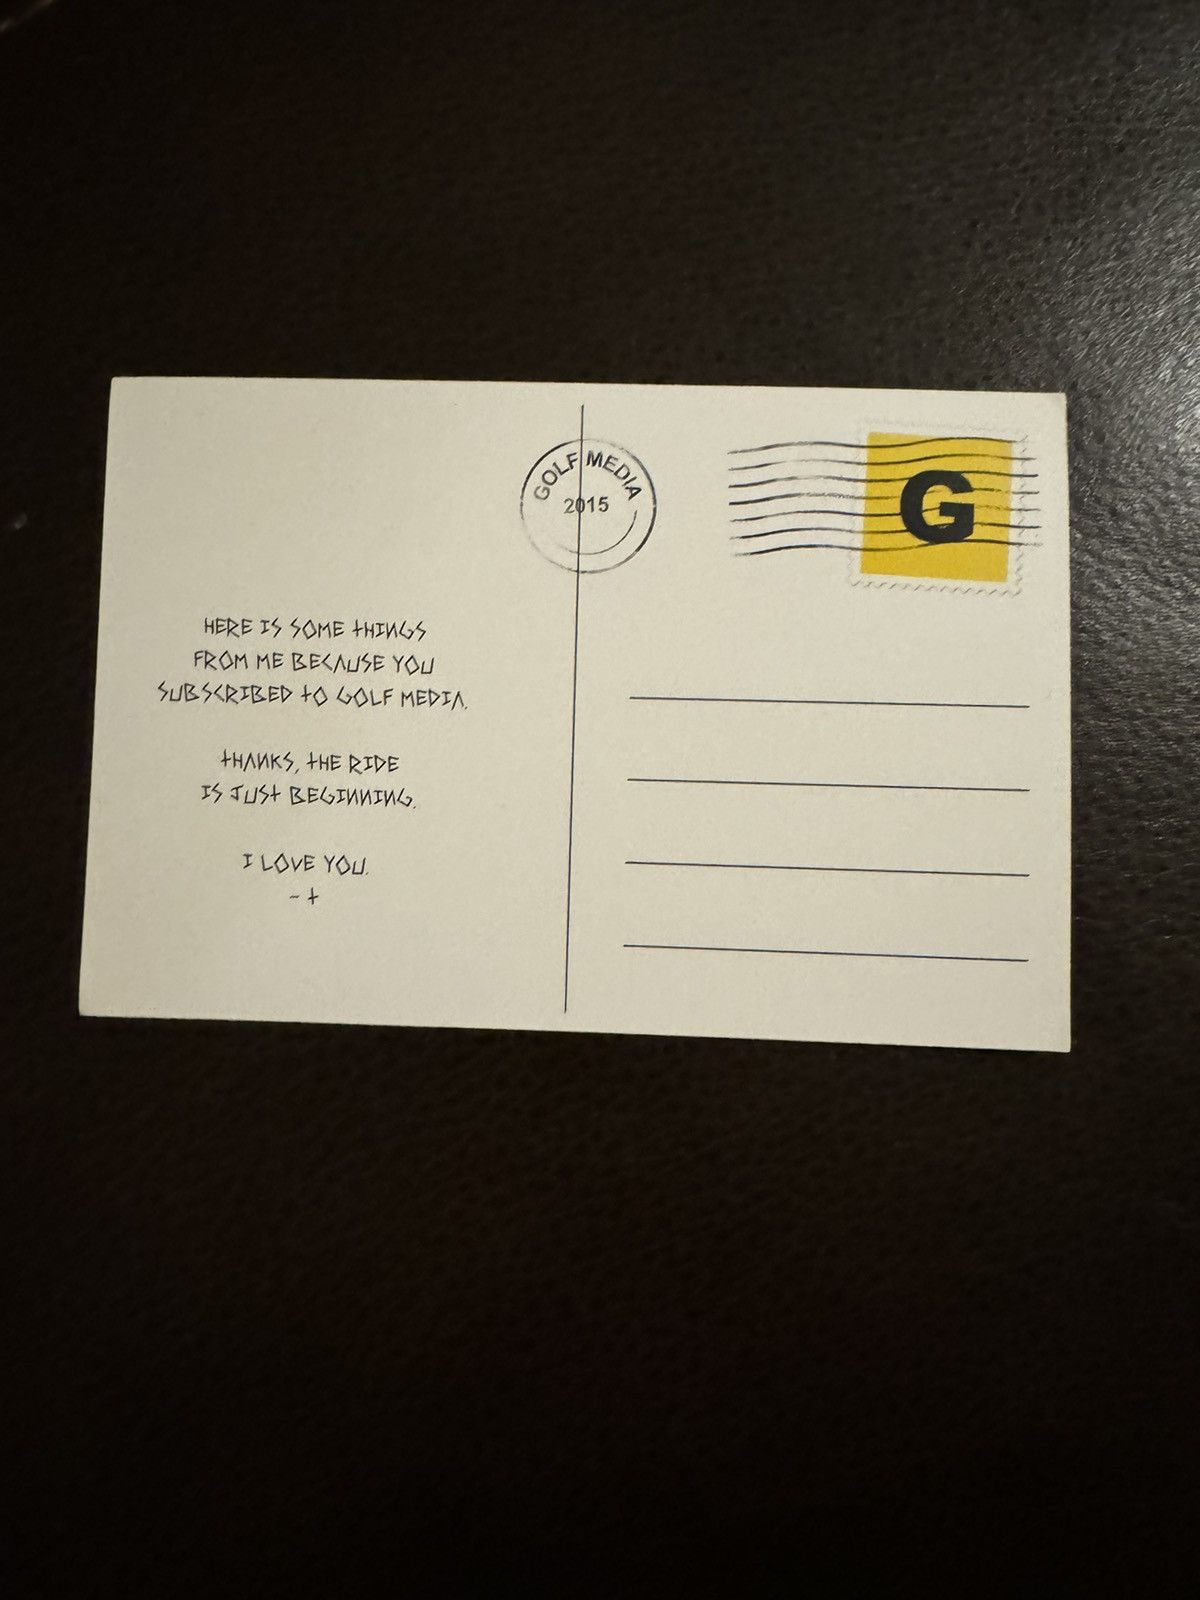 GOLF MEDIA
2015
G
HERE IS SOME THINGS
FROM ME BECAUSE YOU
SUBSCRIBED TO GOLF MEDIA.
THANKS, THE RIDE
IS JUST BEGINNING.
I LOVE YOU.
- T